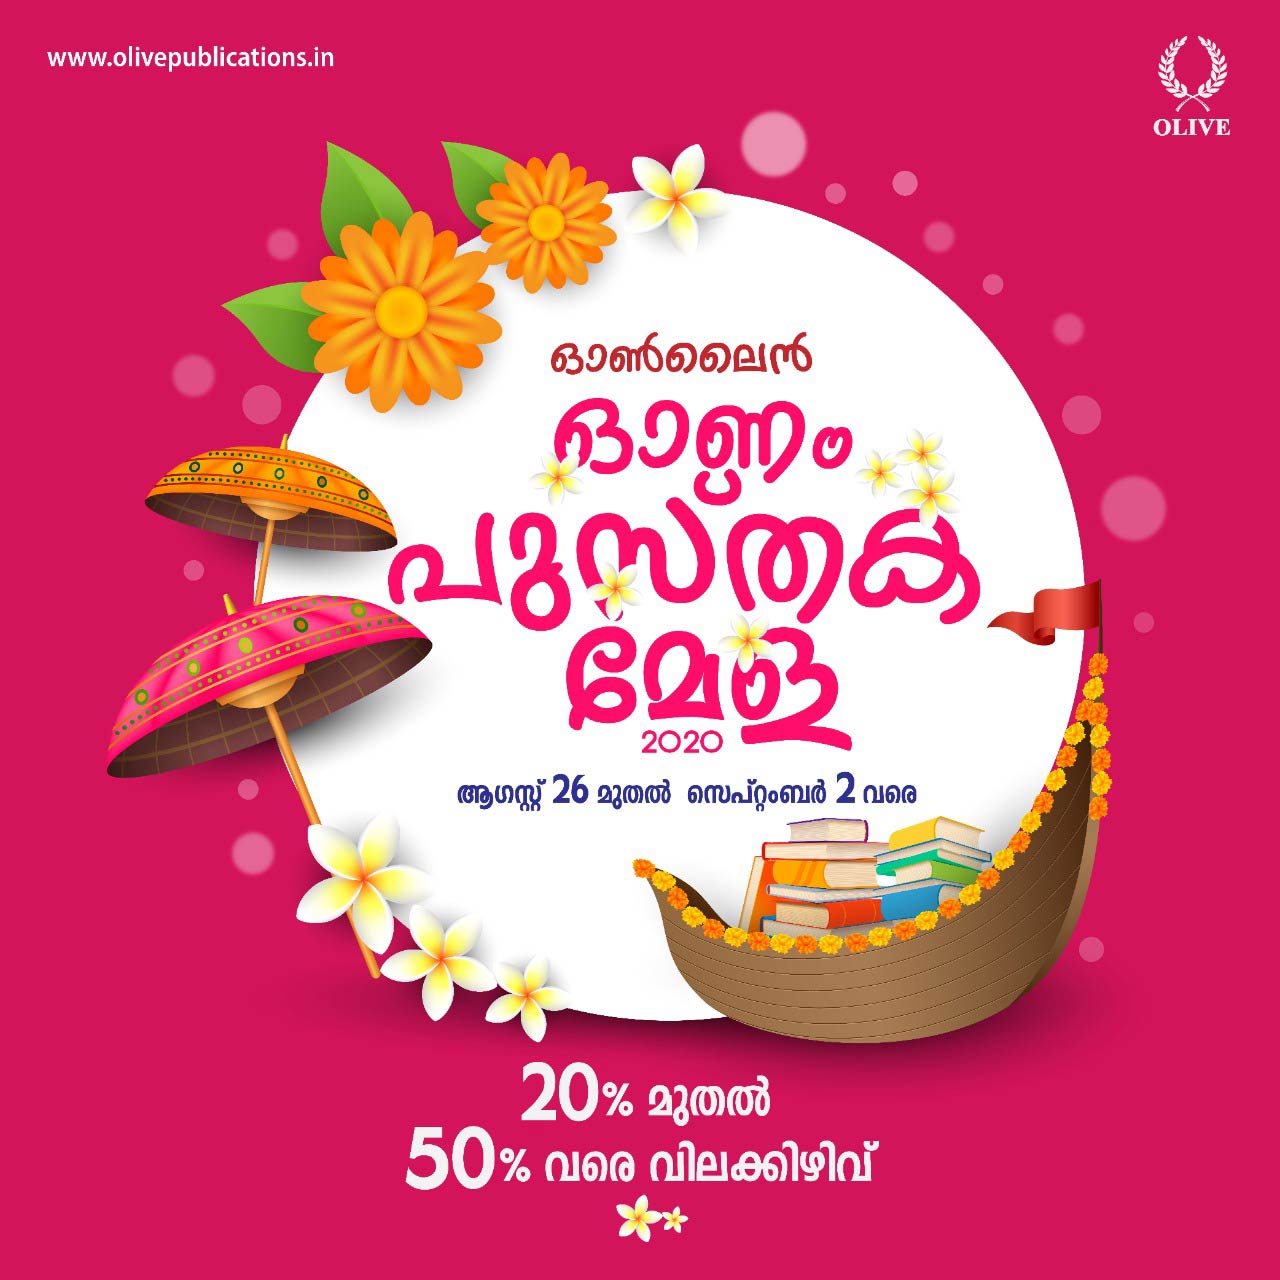 www.olivepublications.in
OLIVE
ഓൺലൈൻ
ഓണം
പുസ്തക
മേള
2020
ആഗസ്റ്റ് 26 മുതൽ സെപ്റ്റംബർ 2 വരെ
20% മുതൽ
50% വരെ വിലക്കിഴിവ്